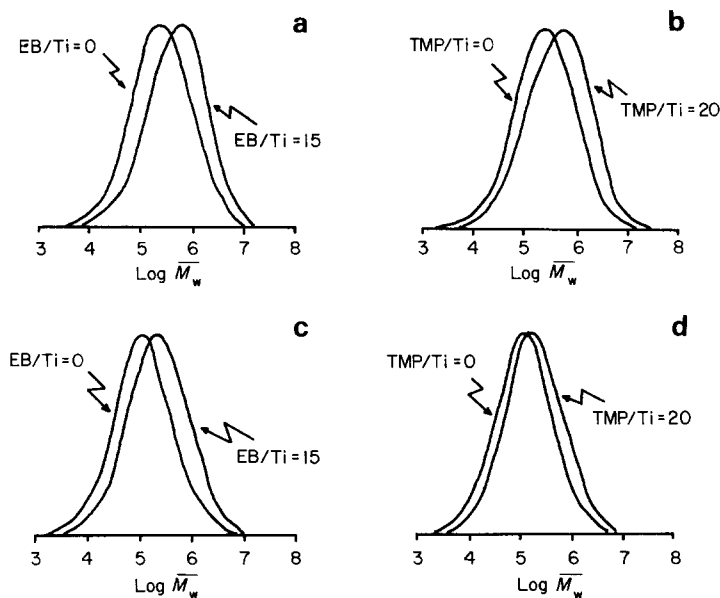 a
EB/Ti=0
EB/Ti=15
3 4 5 6 7 8
Log M̅w
b
TMP/Ti=0
TMP/Ti=20
3 4 5 6 7 8
Log M̅w
c
EB/Ti=0
EB/Ti=15
3 4 5 6 7 8
Log M̅w
d
TMP/Ti=0
TMP/Ti=20
3 4 5 6 7 8
Log M̅w